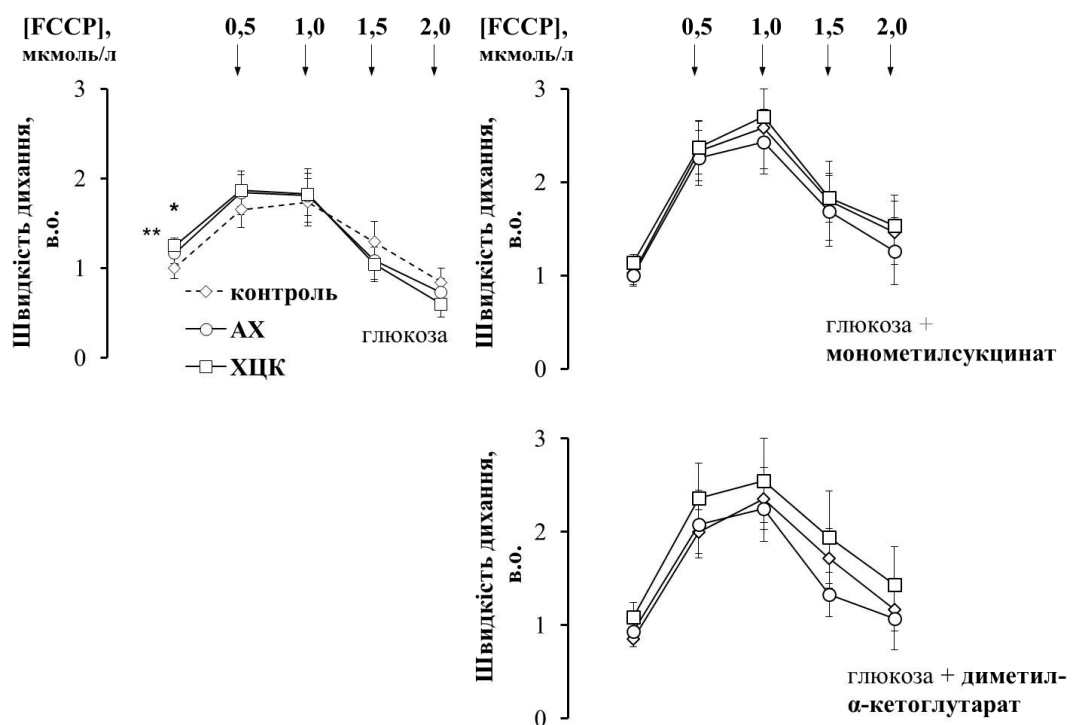 [FCCP],
мкмоль/л
0,5 1,0 1,5 2,0
Швидкість дихання,
в.о.
3
2
1
0
*
**
контроль
АХ
ХЦК
глюкоза
[FCCP],
мкмоль/л
0,5 1,0 1,5 2,0
Швидкість дихання,
в.о.
3
2
1
0
глюкоза +
монометилсукцинат
Швидкість дихання,
в.о.
3
2
1
0
глюкоза + диметил-
α-кетоглутарат